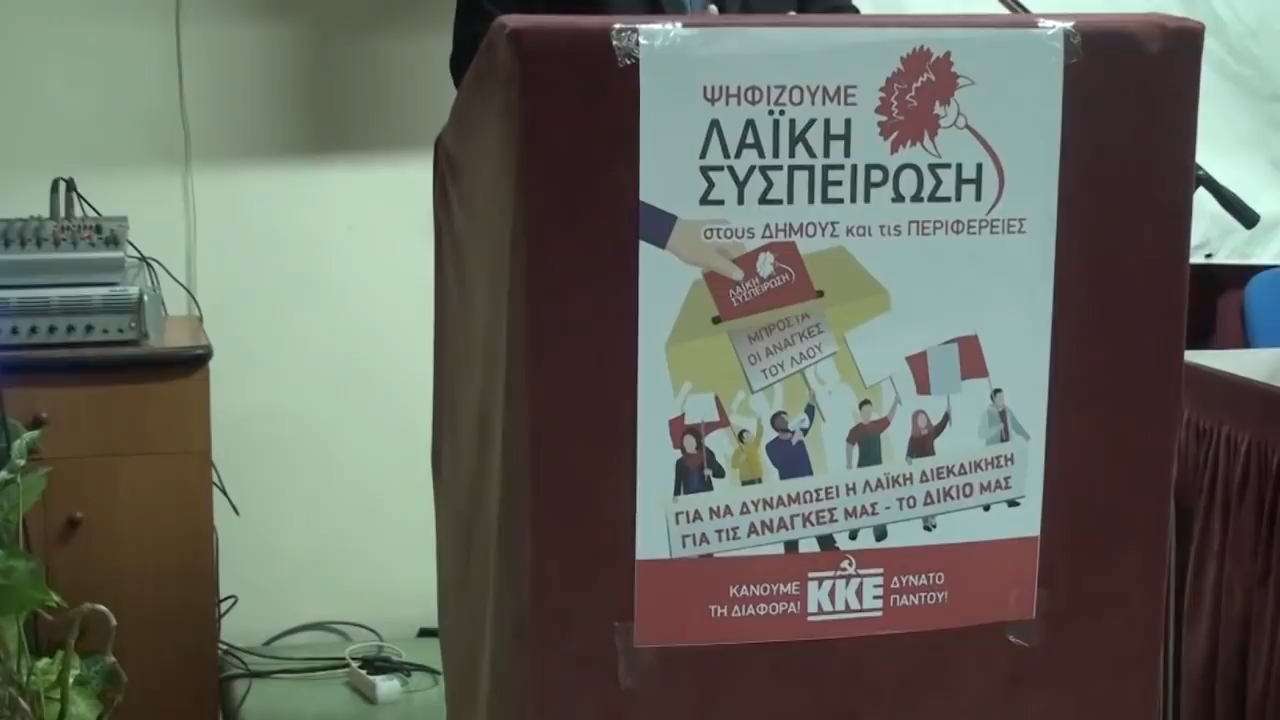 ΨΗΦΙΖΟΥΜΕ
ΛΑΪΚΗ
ΣΥΣΠΕΙΡΩΣΗ
στους ΔΗΜΟΥΣ και τις ΠΕΡΙΦΕΡΕΙΕΣ
ΛΑΪΚΗ
ΣΥΣΠΕΙΡΩΣΗ
ΜΠΡΟΣΤΑ
ΟΙ ΑΝΑΓΚΕΣ
ΤΟΥ ΛΑΟΥ
ΓΙΑ ΝΑ ΔΥΝΑΜΩΣΕΙ Η ΛΑΪΚΗ ΔΙΕΚΔΙΚΗΣΗ
ΓΙΑ ΤΙΣ ΑΝΑΓΚΕΣ ΜΑΣ - ΤΟ ΔΙΚΙΟ ΜΑΣ
ΚΑΝΟΥΜΕ
ΤΗ ΔΙΑΦΟΡΑ!
ΚΚΕ
ΔΥΝΑΤΟ
ΠΑΝΤΟΥ!